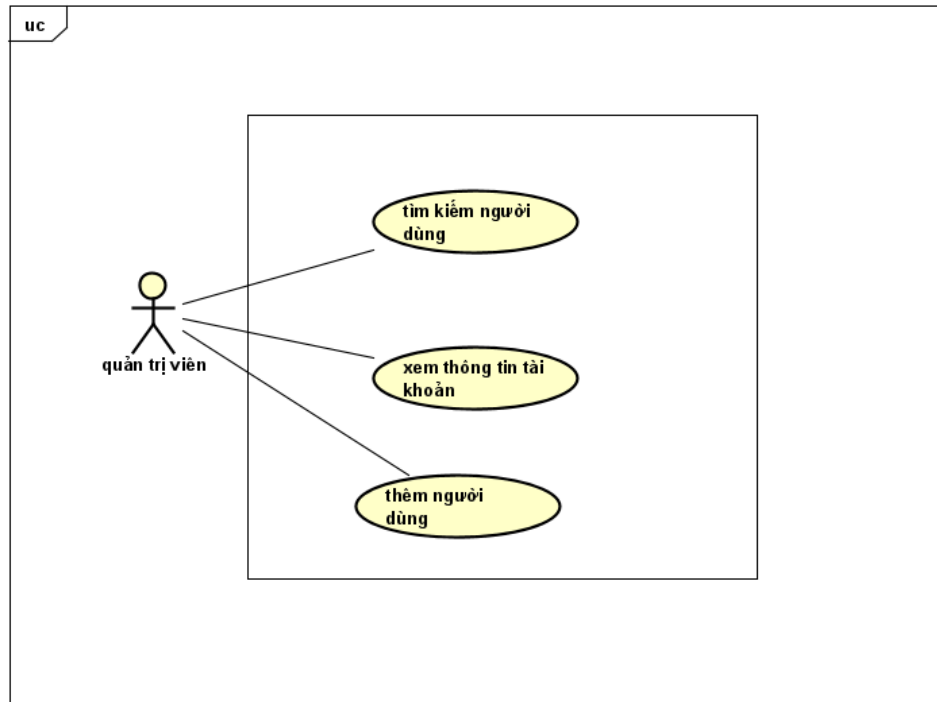 uc
tìm kiếm người
dùng
quản trị viên
xem thông tin tài
khoản
thêm người
dùng